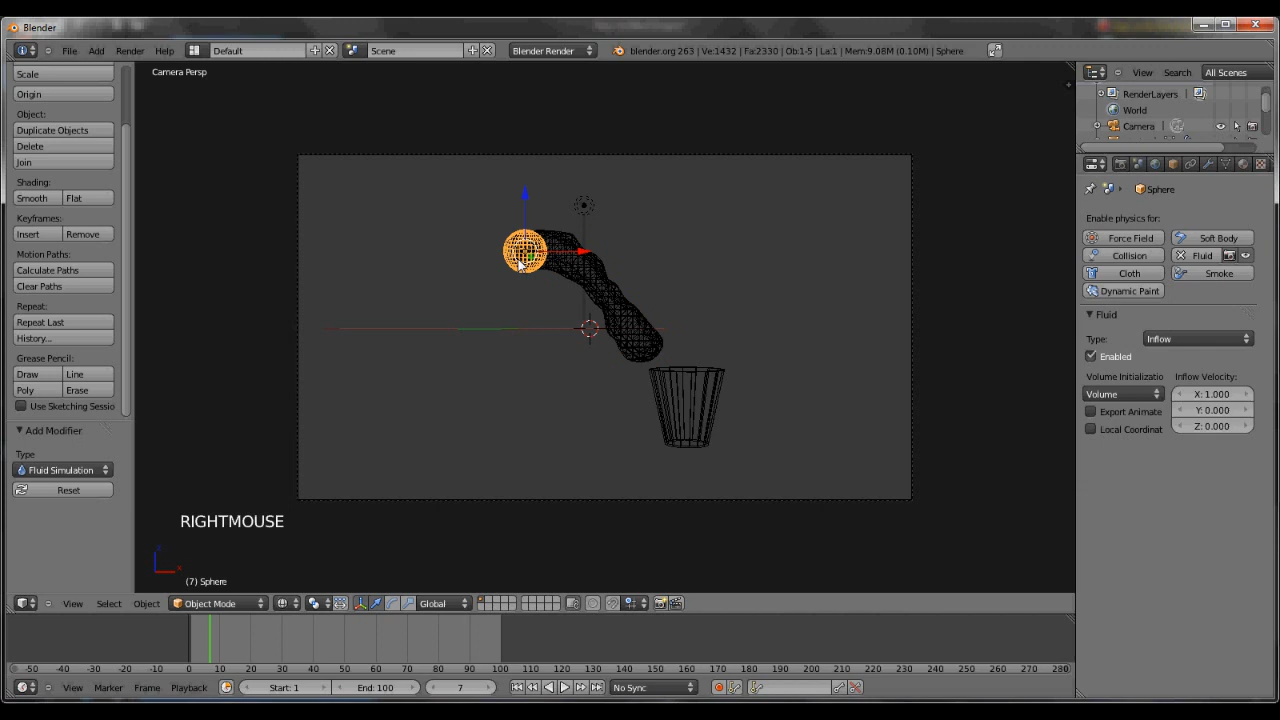 Blender
File Add Render Help Default Scene Blender Render blender.org 263 | Ve:1432 | Fa:2330 | Ob:1-5 | La:1 | Mem:9.08M (0.10M) | Sphere
Scale
Origin
Object:
Duplicate Objects
Delete
Join
Shading:
Smooth Flat
Keyframes:
Insert Remove
Motion Paths:
Calculate Paths
Clear Paths
Repeat:
Repeat Last
History...
Grease Pencil:
Draw Line
Poly Erase
Use Sketching Sessio
Add Modifier
Type
Fluid Simulation
Reset
Camera Persp
RIGHTMOUSE
(7) Sphere
View Select Object Object Mode Global
-50 -40 -30 -20 -10 0 10 20 30 40 50 60 70 80 90 100 110 120 130 140 150 160 170 180 190 200 210 220 230 240 250 260 270 280
View Marker Frame Playback Start: 1 End: 100 7 No Sync
View Search All Scenes
RenderLayers
World
Camera
Sphere
Enable physics for:
Force Field Soft Body
Collision Fluid
Cloth Smoke
Dynamic Paint
Fluid
Type: Inflow
Enabled
Volume Initializatio Inflow Velocity:
Volume X: 1.000
Export Animate Y: 0.000
Local Coordinat Z: 0.000